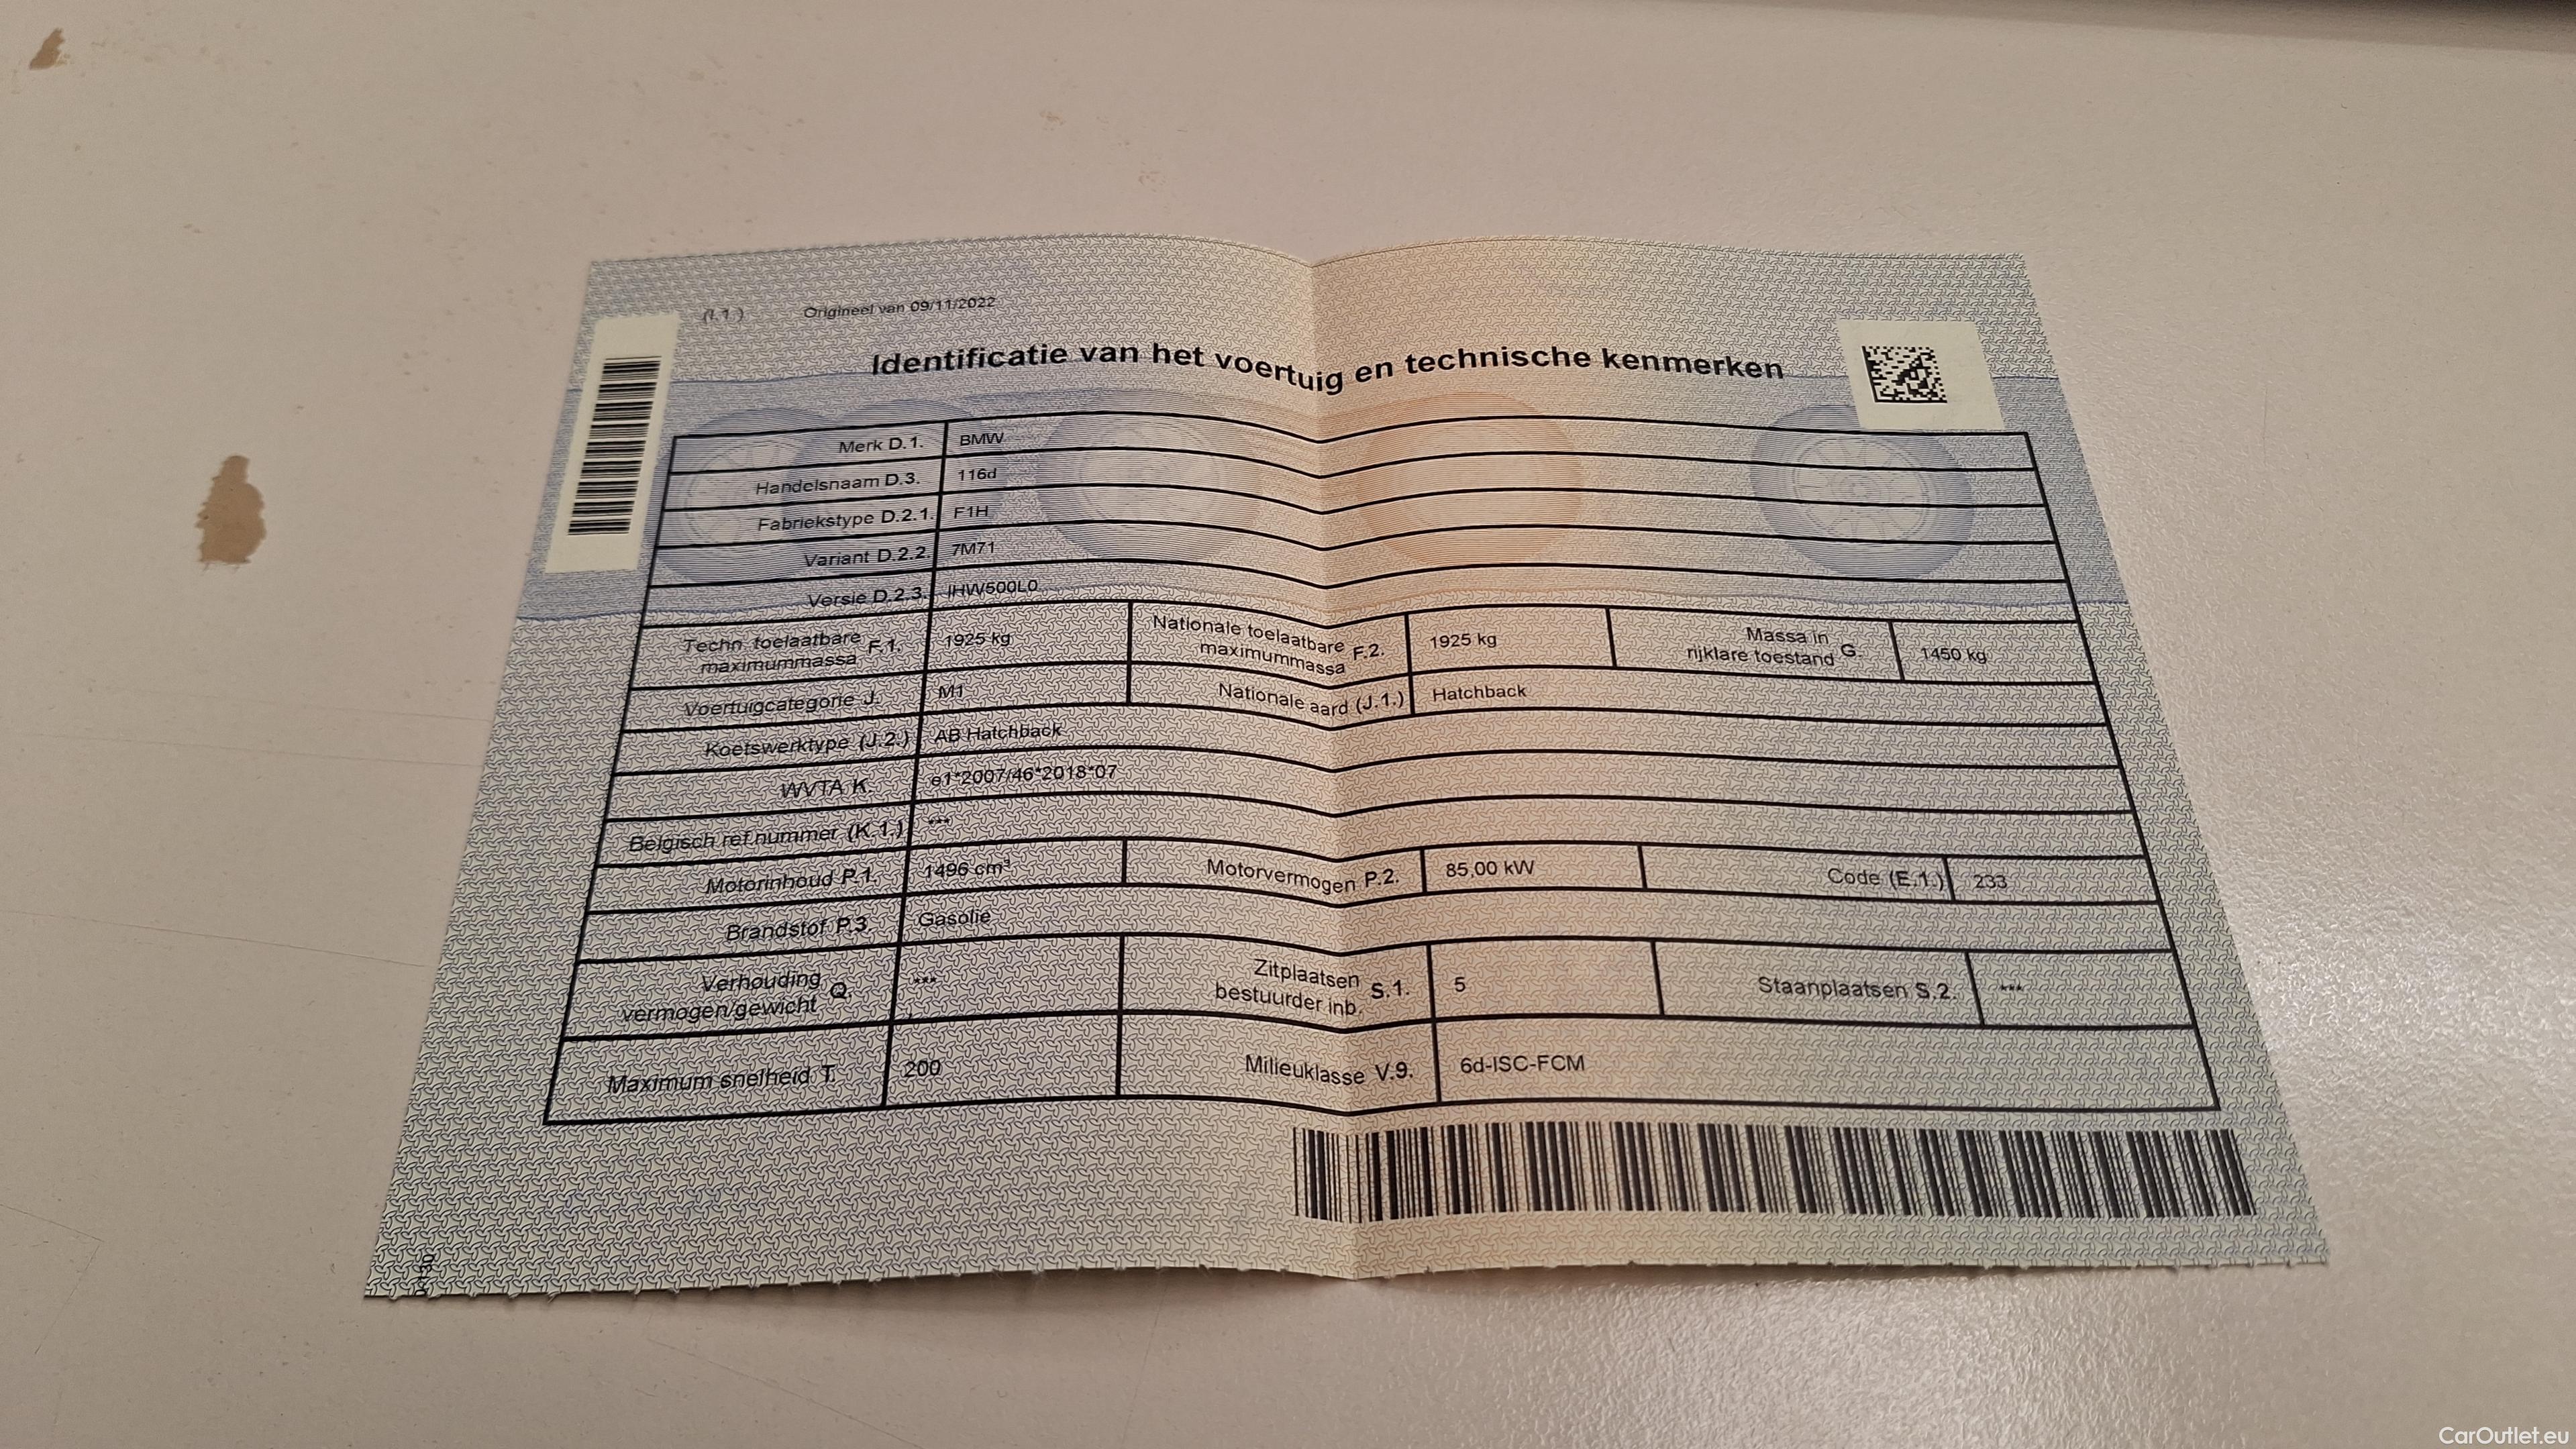 (I.1.) Origineel van 09/11/2022
Identificatie van het voertuig en technische kenmerken
Merk D.1. BMW
Handelsnaam D.3. 116d
Fabriekstype D.2.1. F1H
Variant D.2.2. 7M71
Versie D.2.3. IHW500L0
Techn. toelaatbare maximummassa F.1. 1925 kg Nationale toelaatbare maximummassa F.2. 1925 kg Massa in rijklare toestand G. 1450 kg
Voertuigcategorie J. M1 Nationale aard (J.1.) Hatchback
Koetswerktype (J.2.) AB Hatchback
WVTA K. e1*2007/46*2018*07
Belgisch ref.nummer (K.1.) ***
Motorinhoud P.1. 1496 cm³ Motorvermogen P.2. 85,00 kW Code (E.1.) 233
Brandstof P.3. Gasolie
Verhouding vermogen/gewicht Q. *** Zitplaatsen bestuurder inb. S.1. 5 Staanplaatsen S.2. ***
Maximum snelheid T. 200 Milieuklasse V.9. 6d-ISC-FCM
CarOutlet.eu